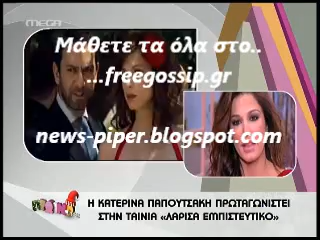 MEGA
Μάθετε τα όλα στο..
...freegossip.gr
news-piper.blogspot.com
Η ΚΑΤΕΡΙΝΑ ΠΑΠΟΥΤΣΑΚΗ ΠΡΩΤΑΓΩΝΙΣΤΕΙ
ΣΤΗΝ ΤΑΙΝΙΑ «ΛΑΡΙΣΑ ΕΜΠΙΣΤΕΥΤΙΚΟ»